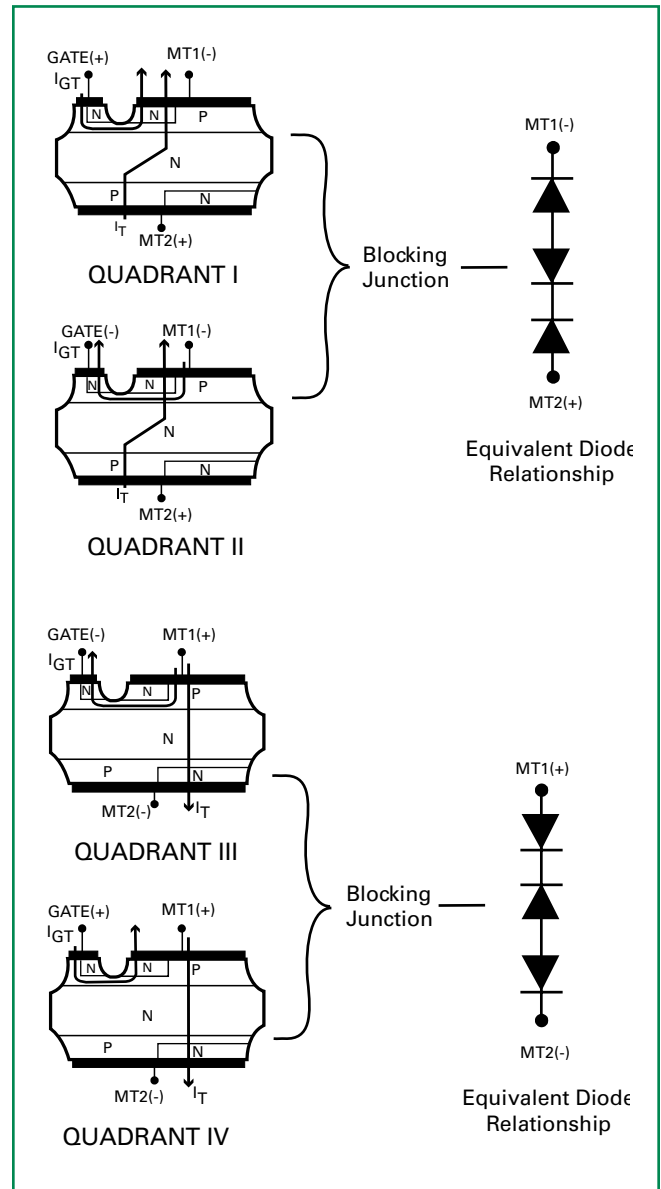 GATE(+)
MT1(-)
IGT
N
N
P
N
P
N
IT
MT2(+)
QUADRANT I
GATE(-)
MT1(-)
IGT
N
N
P
N
P
N
IT
MT2(+)
QUADRANT II
Blocking
Junction
MT1(-)
MT2(+)
Equivalent Diode
Relationship
GATE(-)
MT1(+)
IGT
N
N
P
N
P
N
MT2(-)
IT
QUADRANT III
GATE(+)
MT1(+)
IGT
N
N
P
N
P
N
MT2(-)
IT
QUADRANT IV
Blocking
Junction
MT1(+)
MT2(-)
Equivalent Diode
Relationship